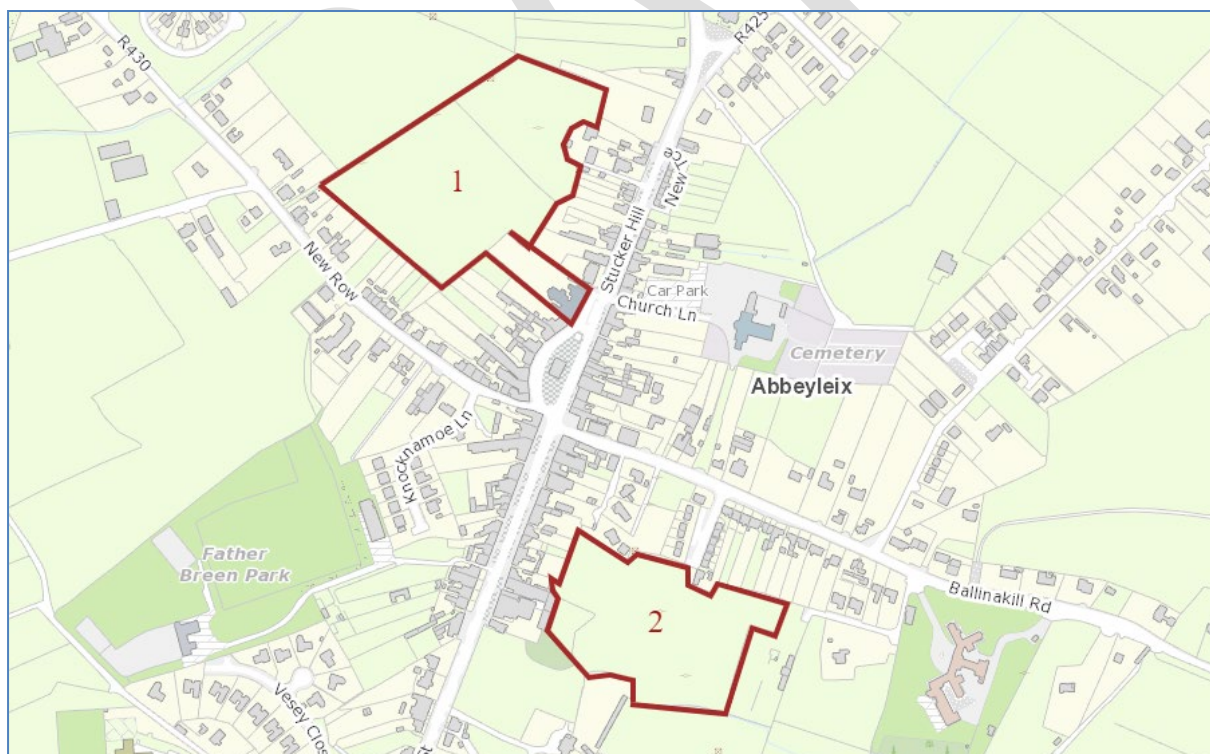 R430
R425
1
New Tce
Stucker Hill
New Row
Car Park
Church Ln
Cemetery
Abbeyleix
Knocknamoe Ln
Father
Breen Park
2
Ballinakill Rd
Vesey Clos